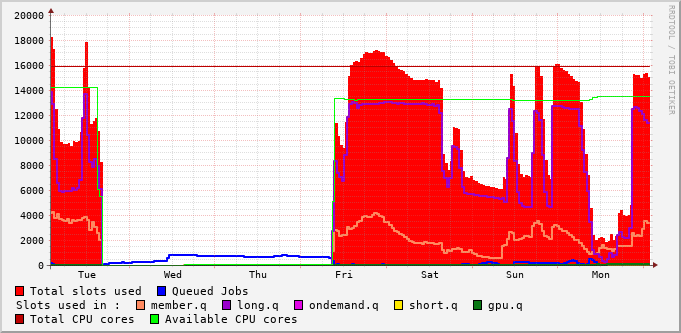 20000
18000
16000
14000
12000
10000
8000
6000
4000
2000
0
Tue Wed Thu Fri Sat Sun Mon
RRDTOOL / TOBI OETIKER
Total slots used Queued Jobs
Slots used in : member.q long.q ondemand.q short.q gpu.q
Total CPU cores Available CPU cores